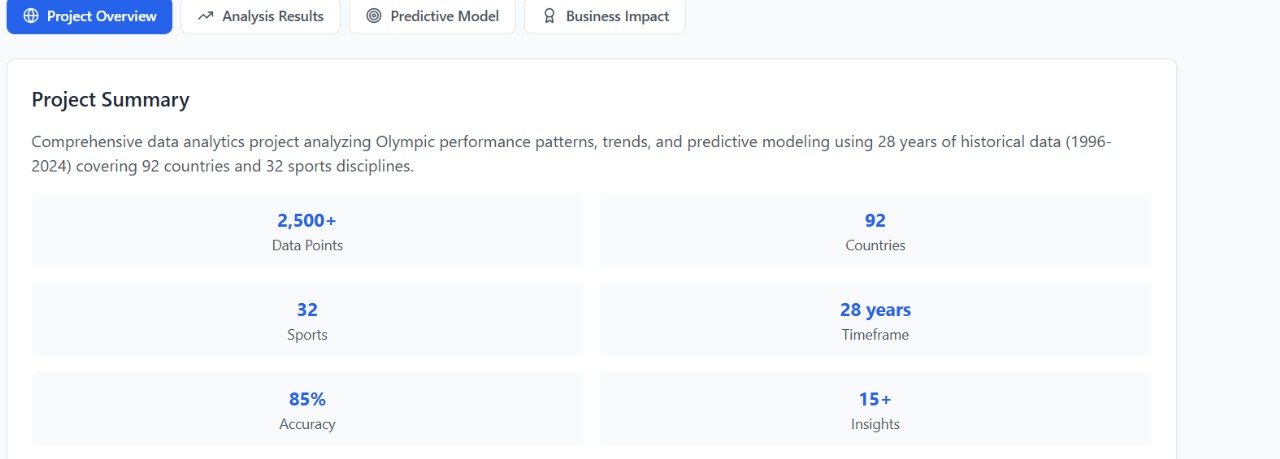 Project Overview
Analysis Results
Predictive Model
Business Impact
Project Summary
Comprehensive data analytics project analyzing Olympic performance patterns, trends, and predictive modeling using 28 years of historical data (1996-
2024) covering 92 countries and 32 sports disciplines.
2,500+
Data Points
92
Countries
32
Sports
28 years
Timeframe
85%
Accuracy
15+
Insights